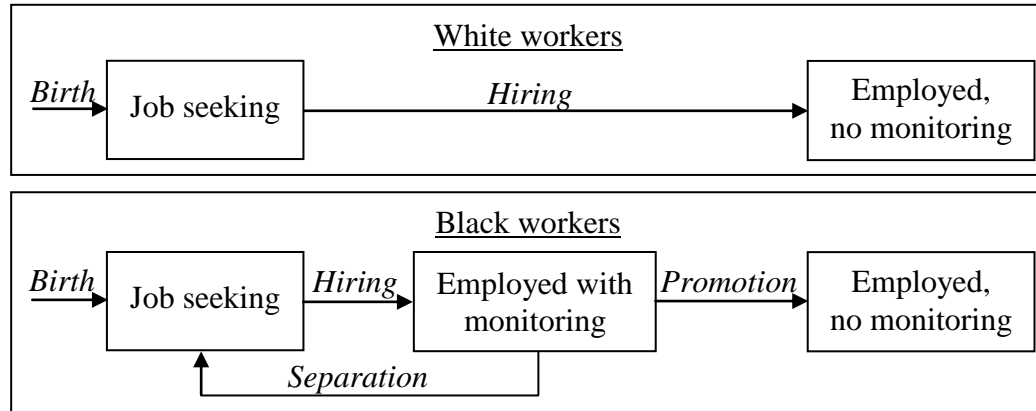 White workers
Birth
Job seeking
Hiring
Employed,
no monitoring
Black workers
Birth
Job seeking
Hiring
Employed with
monitoring
Promotion
Employed,
no monitoring
Separation